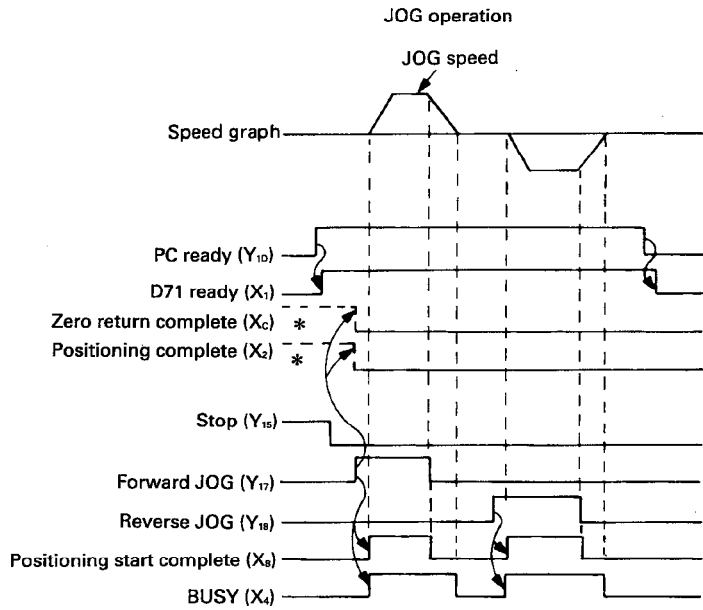 JOG operation
JOG speed
Speed graph
PC ready (Y1D)
D71 ready (X1)
Zero return complete (XC) *
Positioning complete (X2) *
Stop (Y15)
Forward JOG (Y17)
Reverse JOG (Y18)
Positioning start complete (X8)
BUSY (X4)